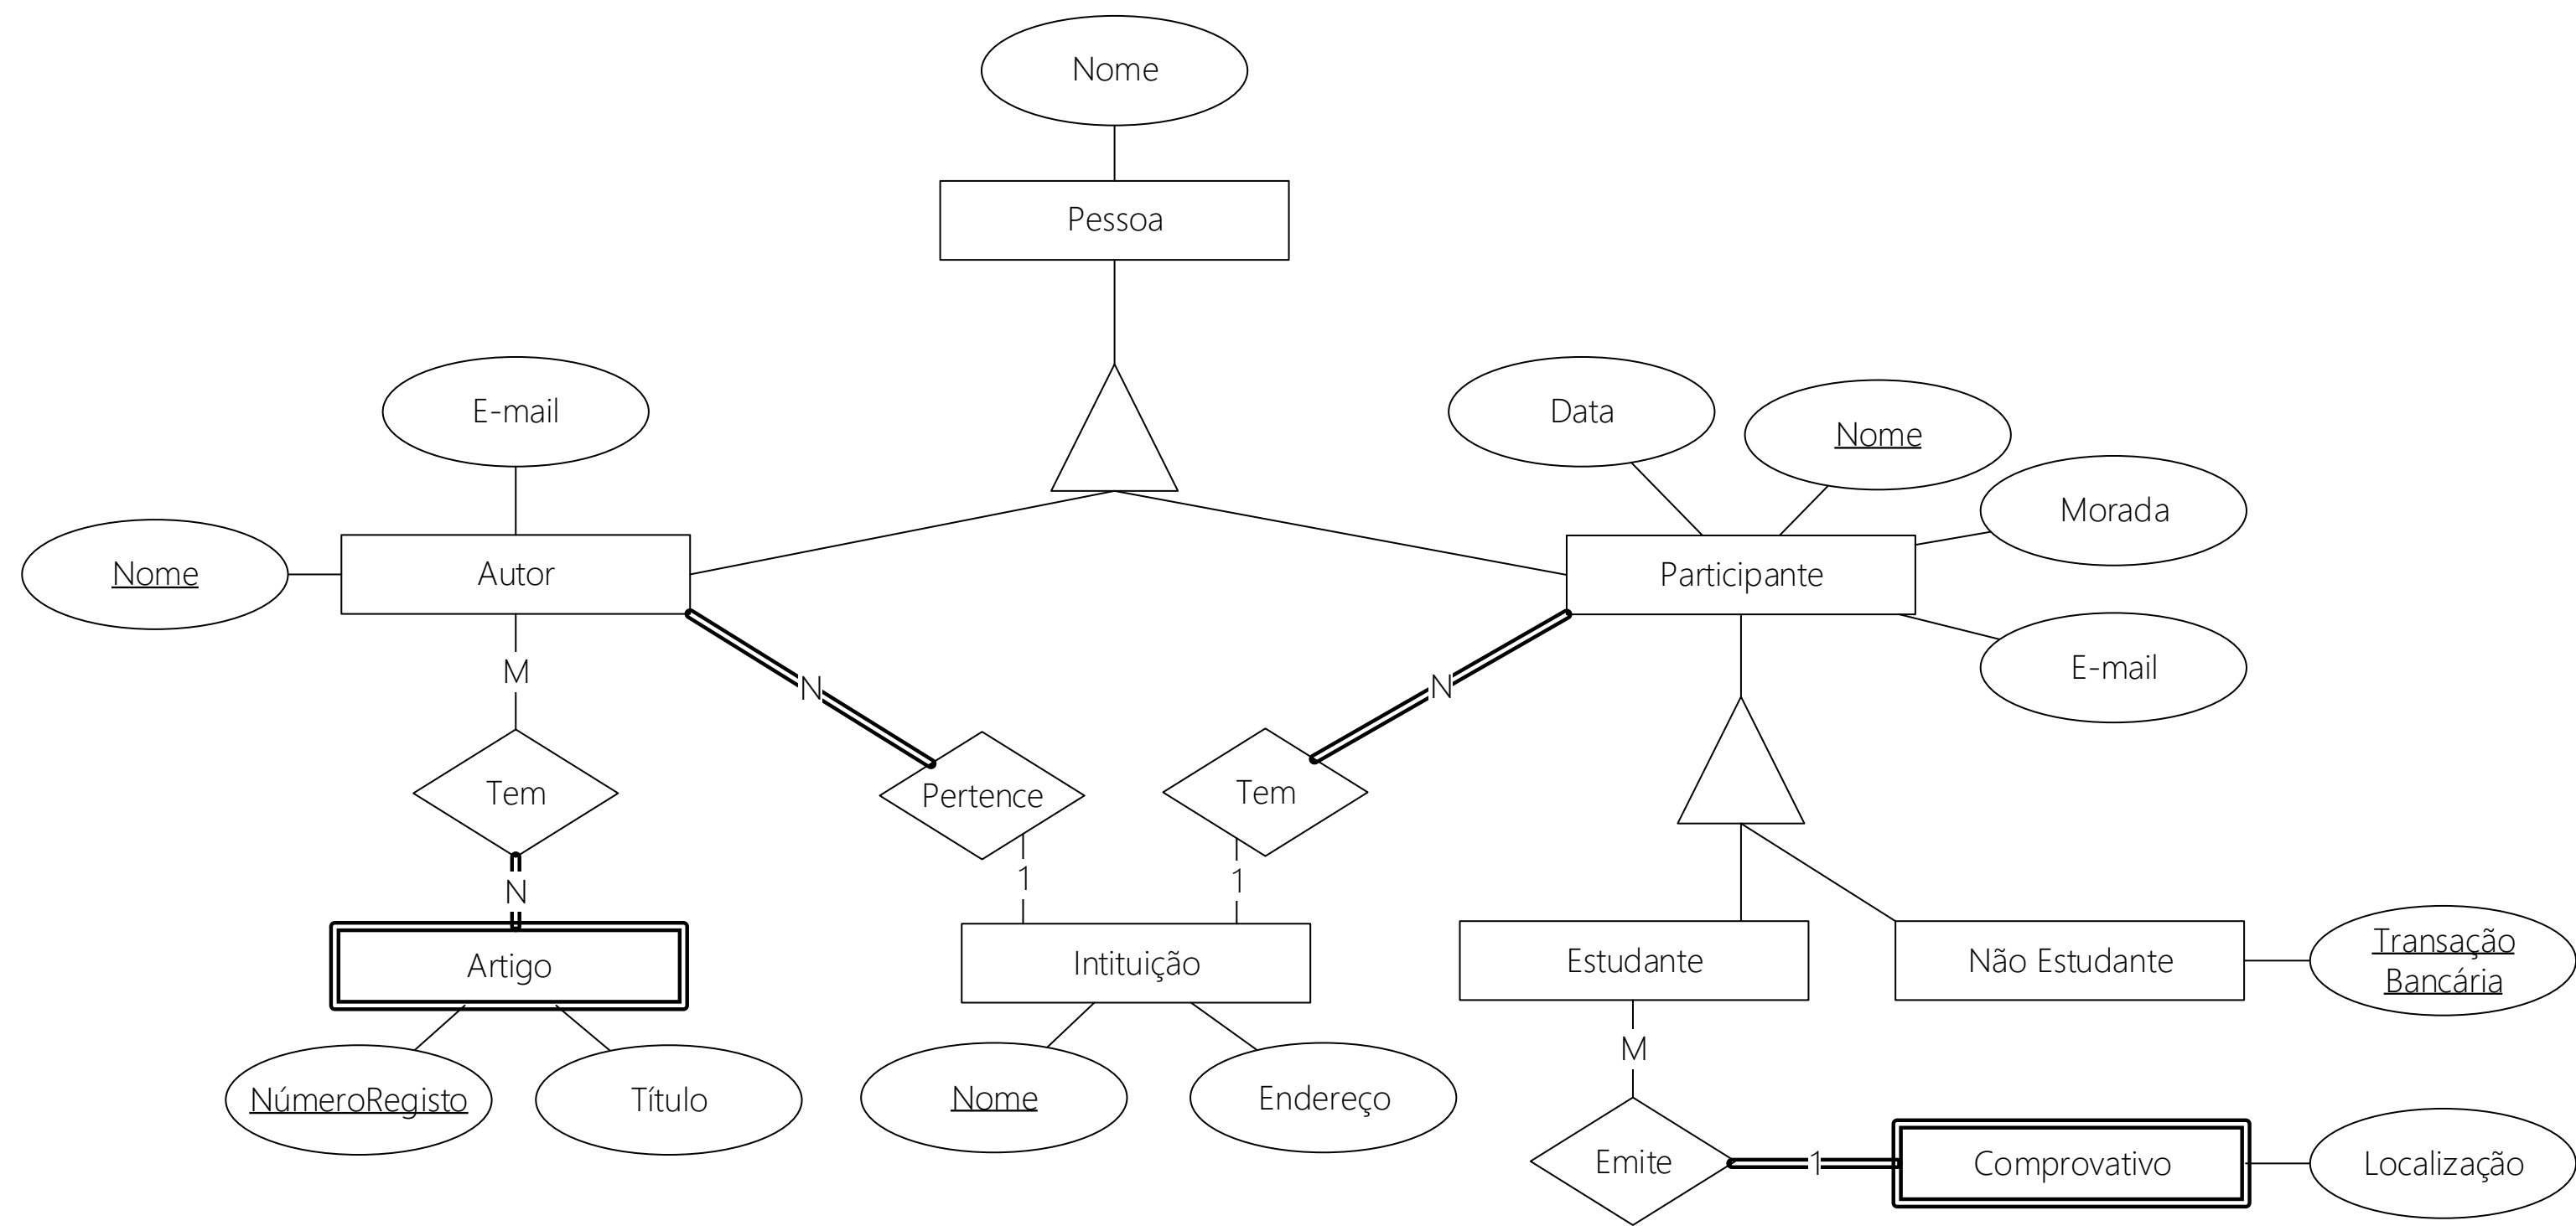 Nome
Pessoa
E-mail
Data
Nome
Morada
Nome
Autor
Participante
E-mail
M
N
N
Tem
Pertence
Tem
1
1
N
Artigo
Intituição
Estudante
Não Estudante
Transação
Bancária
NúmeroRegisto
Título
Nome
Endereço
M
Emite
1
Comprovativo
Localização